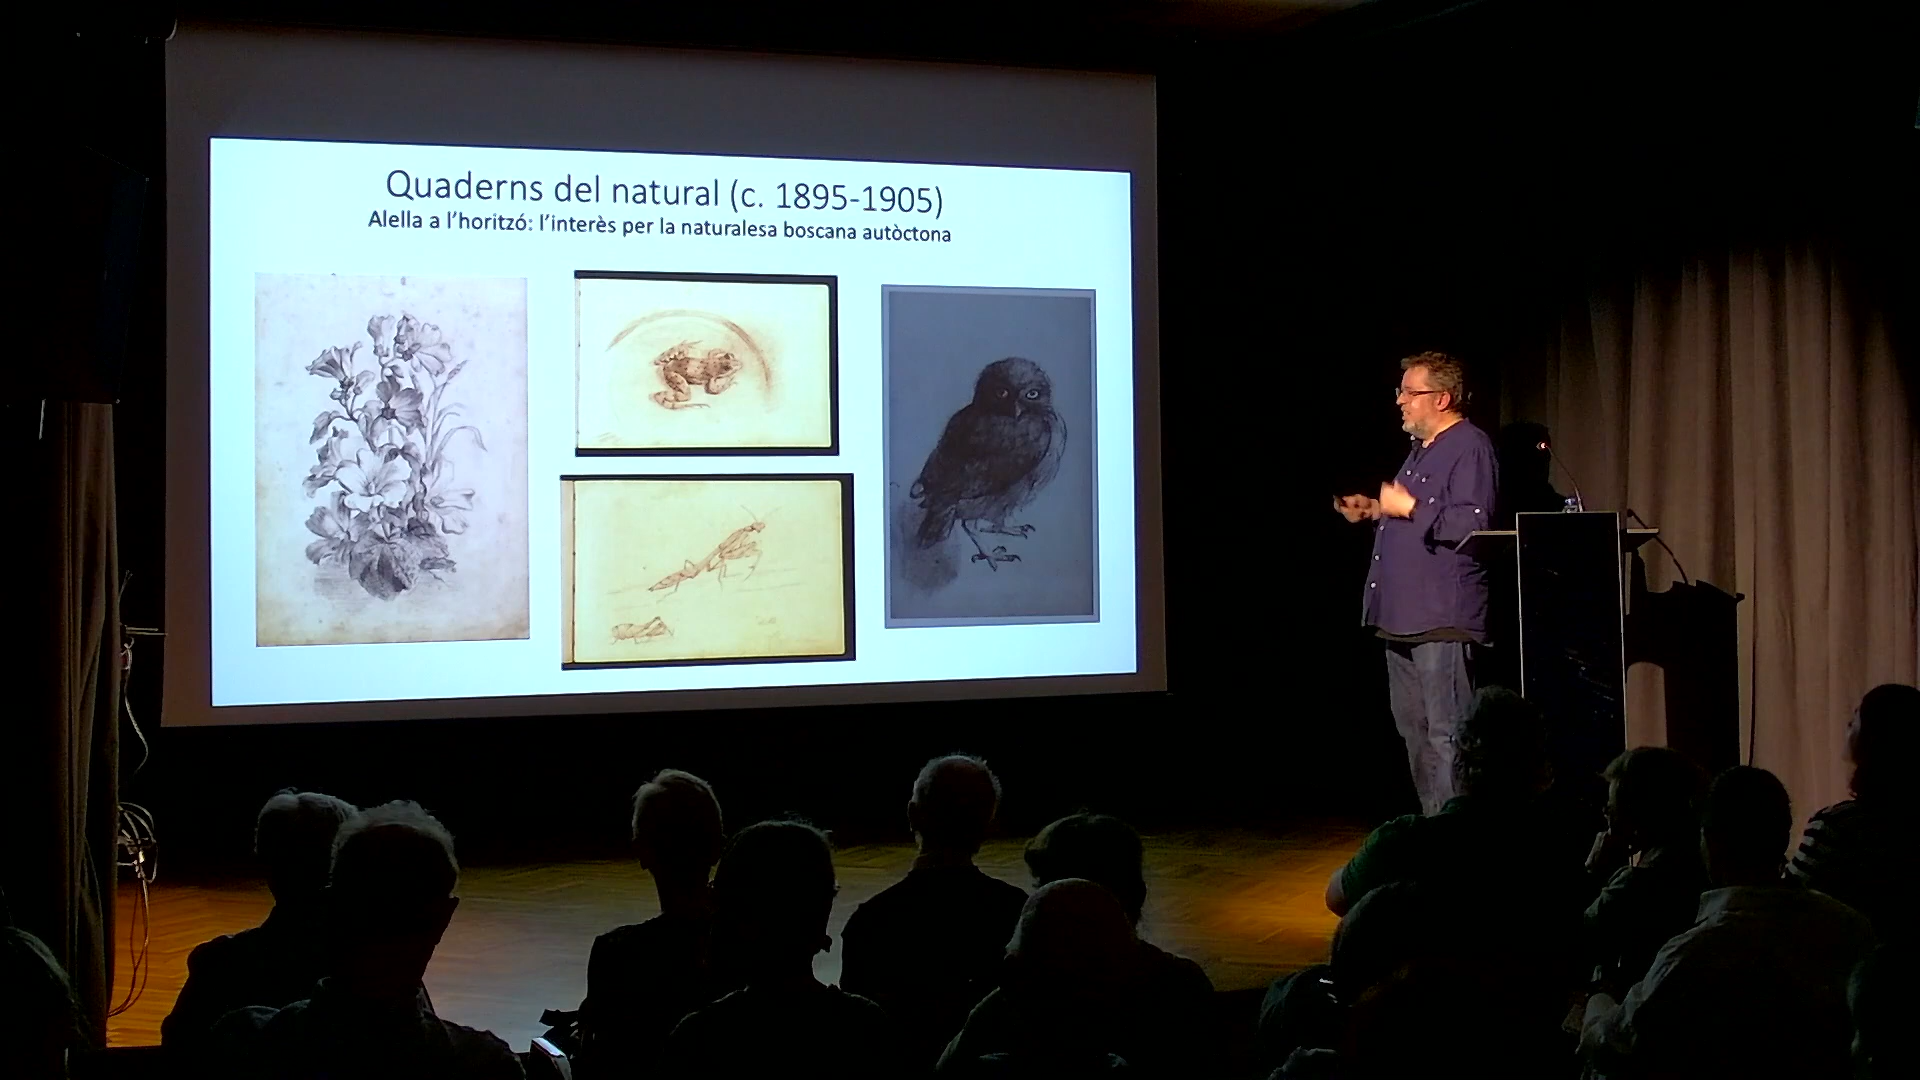 Quaderns del natural (c. 1895-1905)
Alella a l'horitzó: l'interès per la naturalesa boscana autòctona